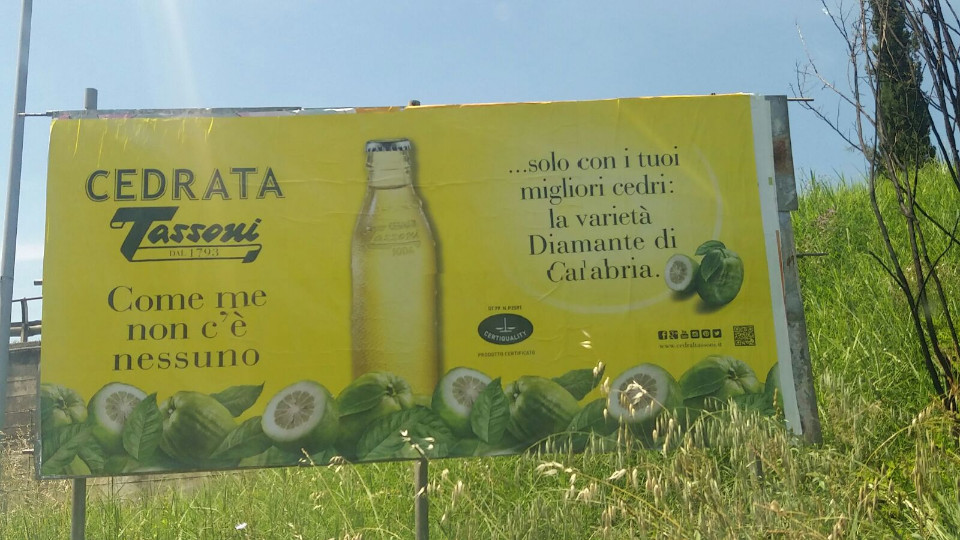 CEDRATA
Tassoni
DAL 1793
Come me
non c'è
nessuno
...solo con i tuoi
migliori cedri:
la varietà
Diamante di
Calabria.
CERTIQUALITY
PRODOTTO CERTIFICATO
www.cedraltassoni.it